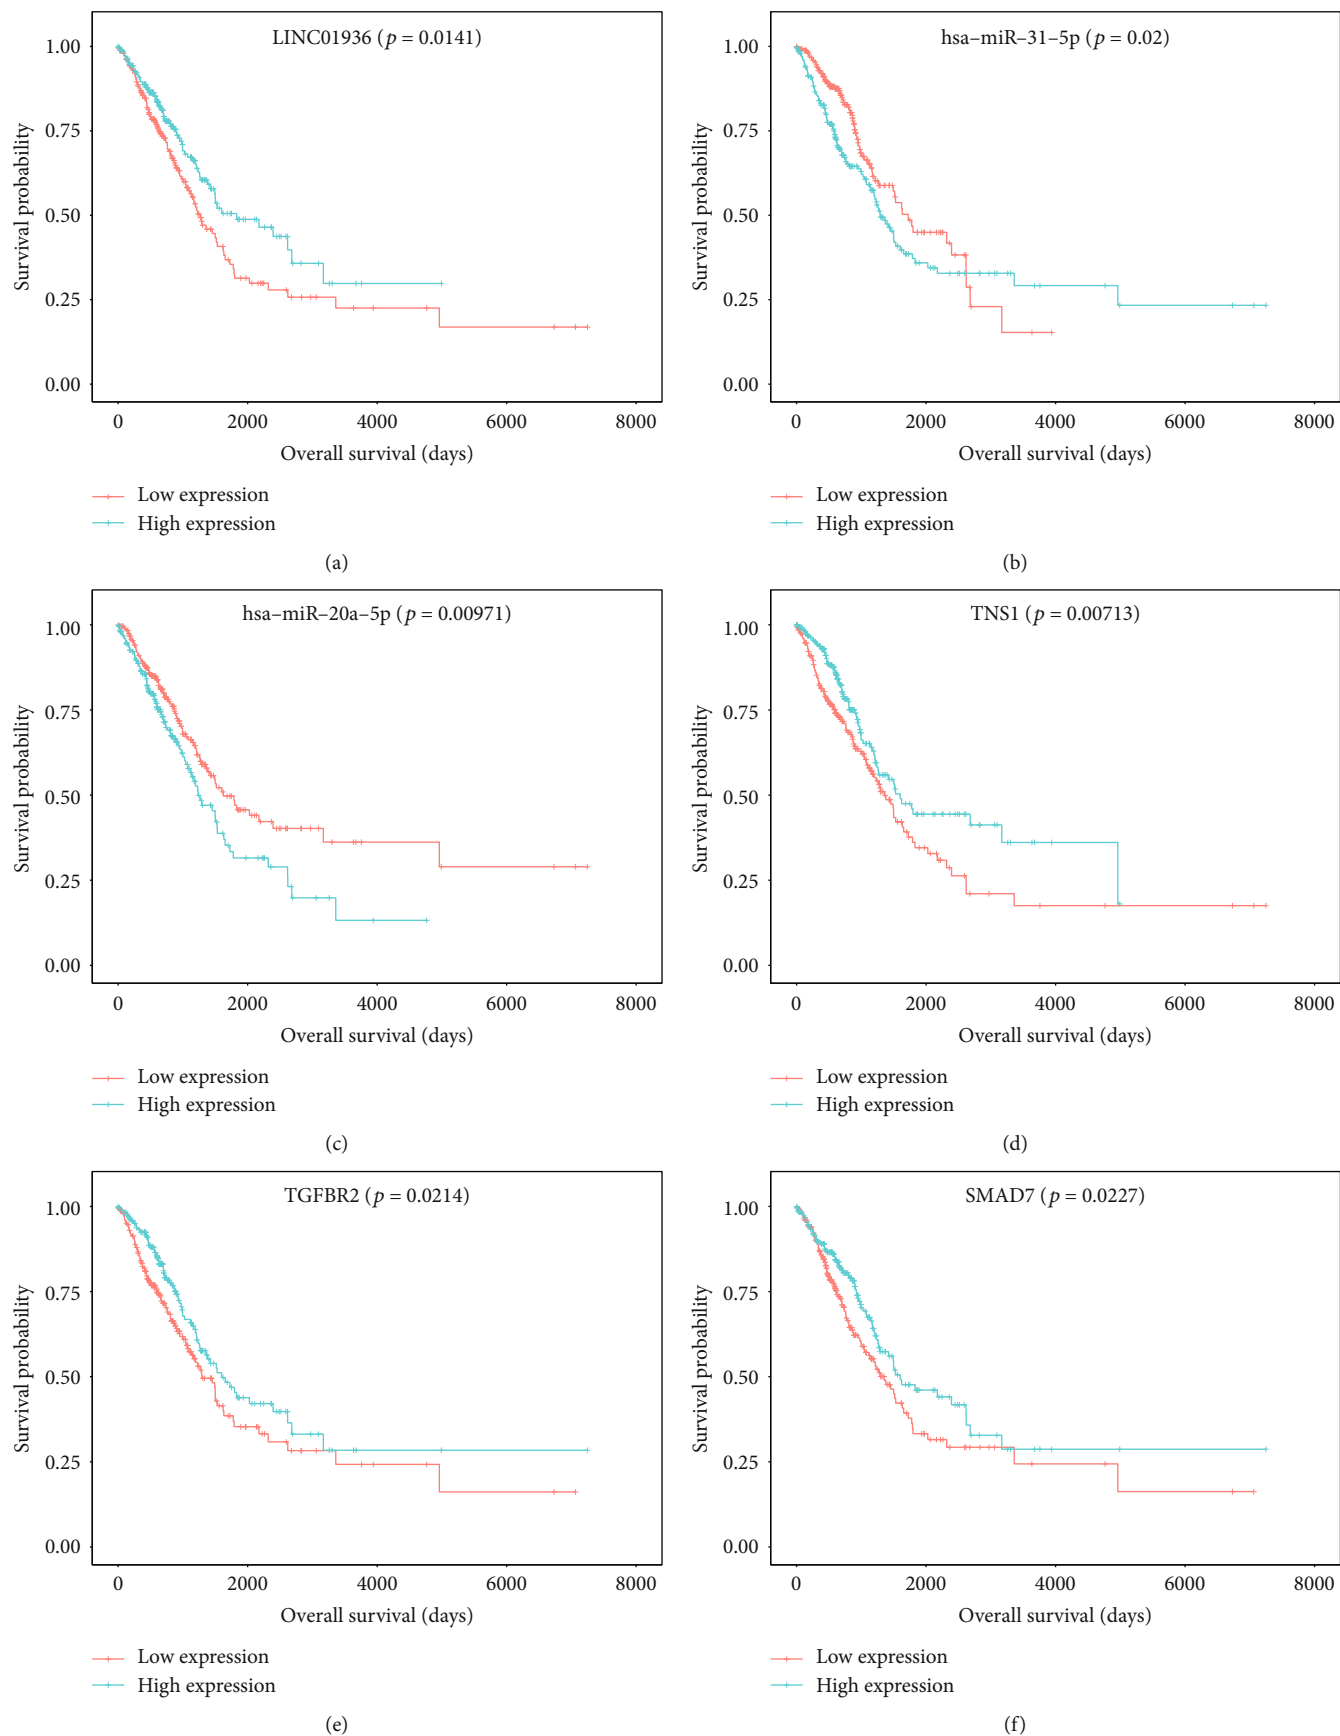 LINC01936 (p = 0.0141)
1.00
0.75
0.50
0.25
0.00
Survival probability
0 2000 4000 6000 8000
Overall survival (days)
Low expression
High expression
(a)
hsa–miR–31–5p (p = 0.02)
1.00
0.75
0.50
0.25
0.00
Survival probability
0 2000 4000 6000 8000
Overall survival (days)
Low expression
High expression
(b)
hsa–miR–20a–5p (p = 0.00971)
1.00
0.75
0.50
0.25
0.00
Survival probability
0 2000 4000 6000 8000
Overall survival (days)
Low expression
High expression
(c)
TNS1 (p = 0.00713)
1.00
0.75
0.50
0.25
0.00
Survival probability
0 2000 4000 6000 8000
Overall survival (days)
Low expression
High expression
(d)
TGFBR2 (p = 0.0214)
1.00
0.75
0.50
0.25
0.00
Survival probability
0 2000 4000 6000 8000
Overall survival (days)
Low expression
High expression
(e)
SMAD7 (p = 0.0227)
1.00
0.75
0.50
0.25
0.00
Survival probability
0 2000 4000 6000 8000
Overall survival (days)
Low expression
High expression
(f)